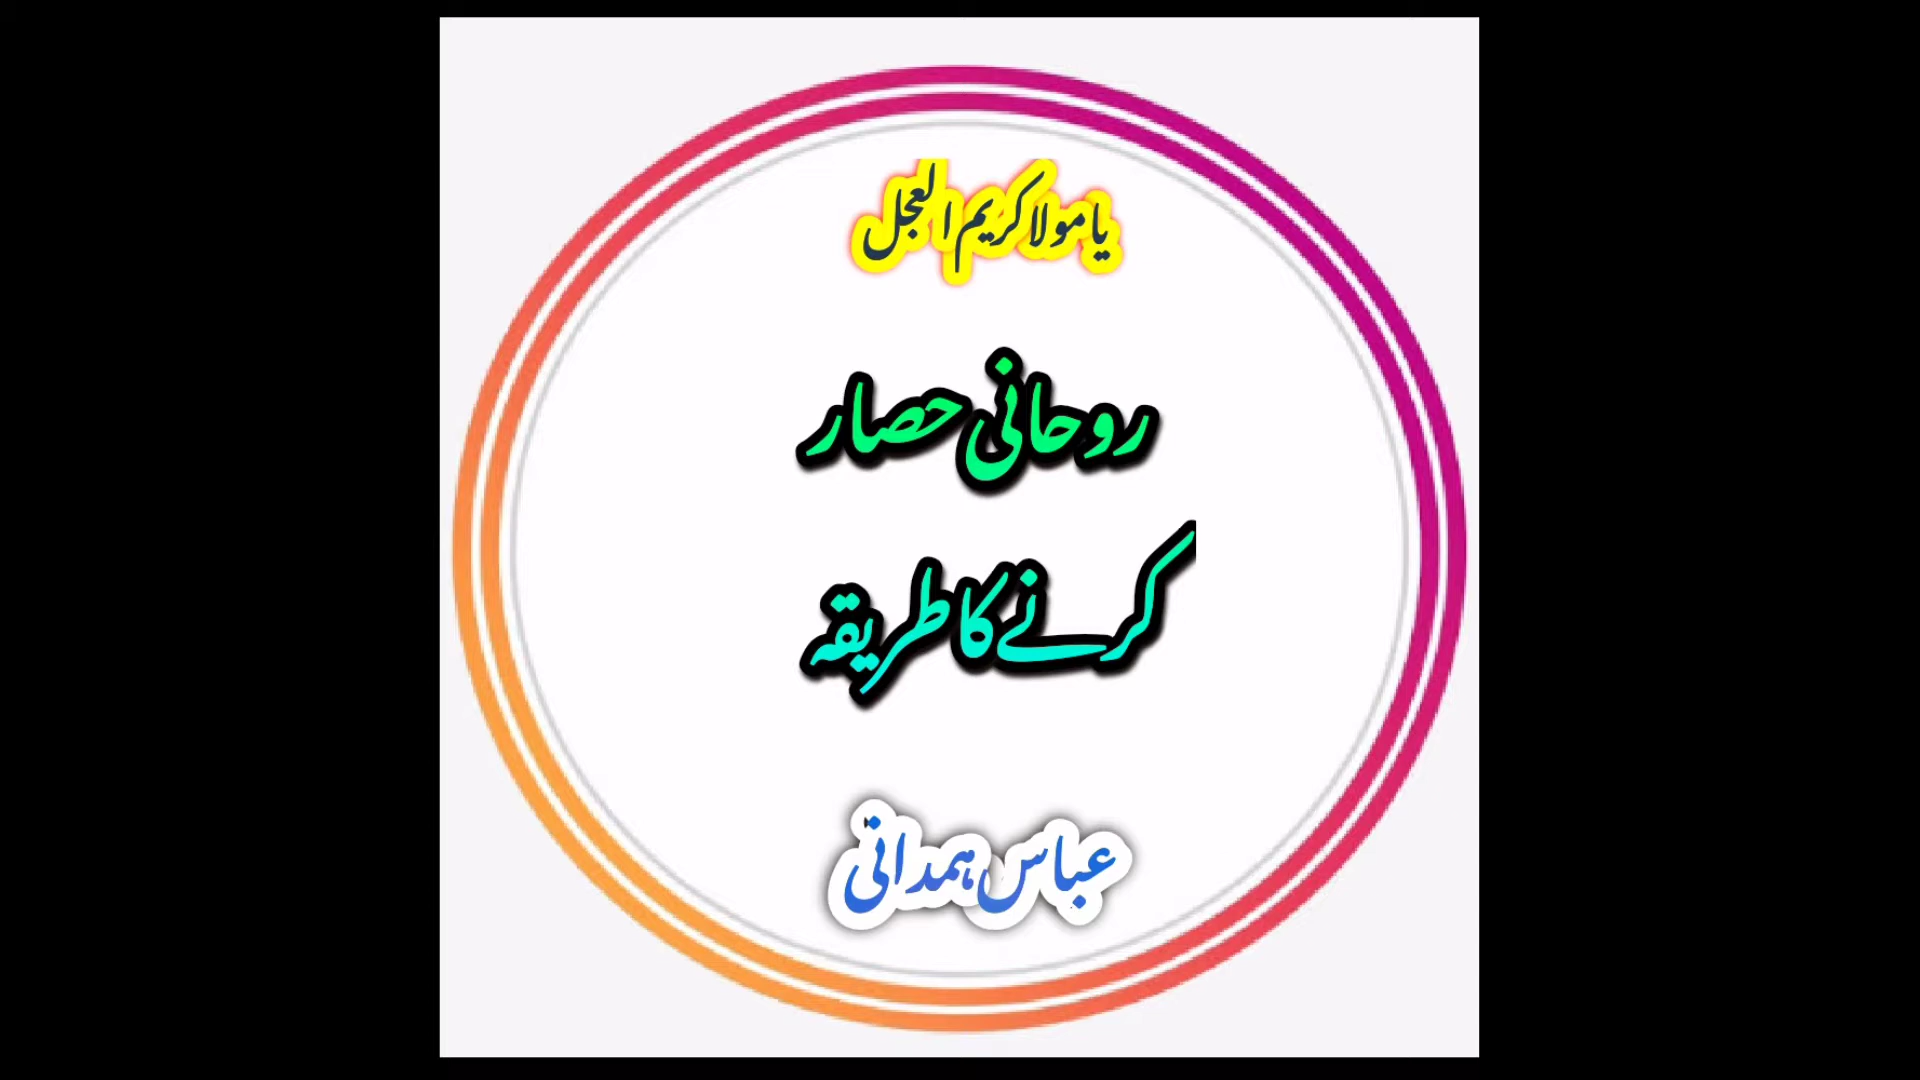 یا مولا کریم العجل
روحانی حصار
کرنے کا طریقہ
عباس ہمدانی